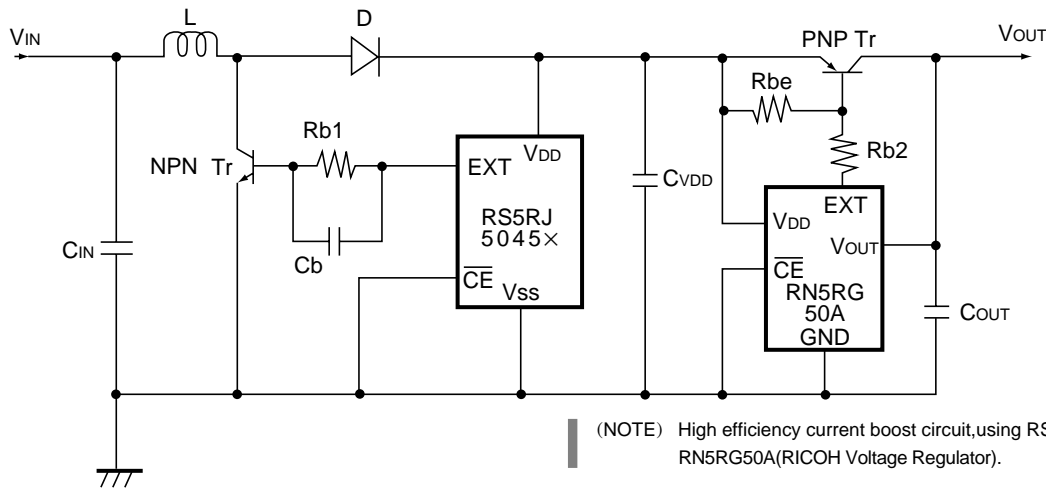 L
D
VIN
PNP Tr
VOUT
Rbe
Rb1
Rb2
NPN Tr
VDD
EXT
CVDD
RS5RJ
5045×
EXT
VDD
VOUT
CIN
Cb
CE
Vss
CE
RN5RG
50A
COUT
GND
(NOTE) High efficiency current boost circuit,using RS
RN5RG50A(RICOH Voltage Regulator).